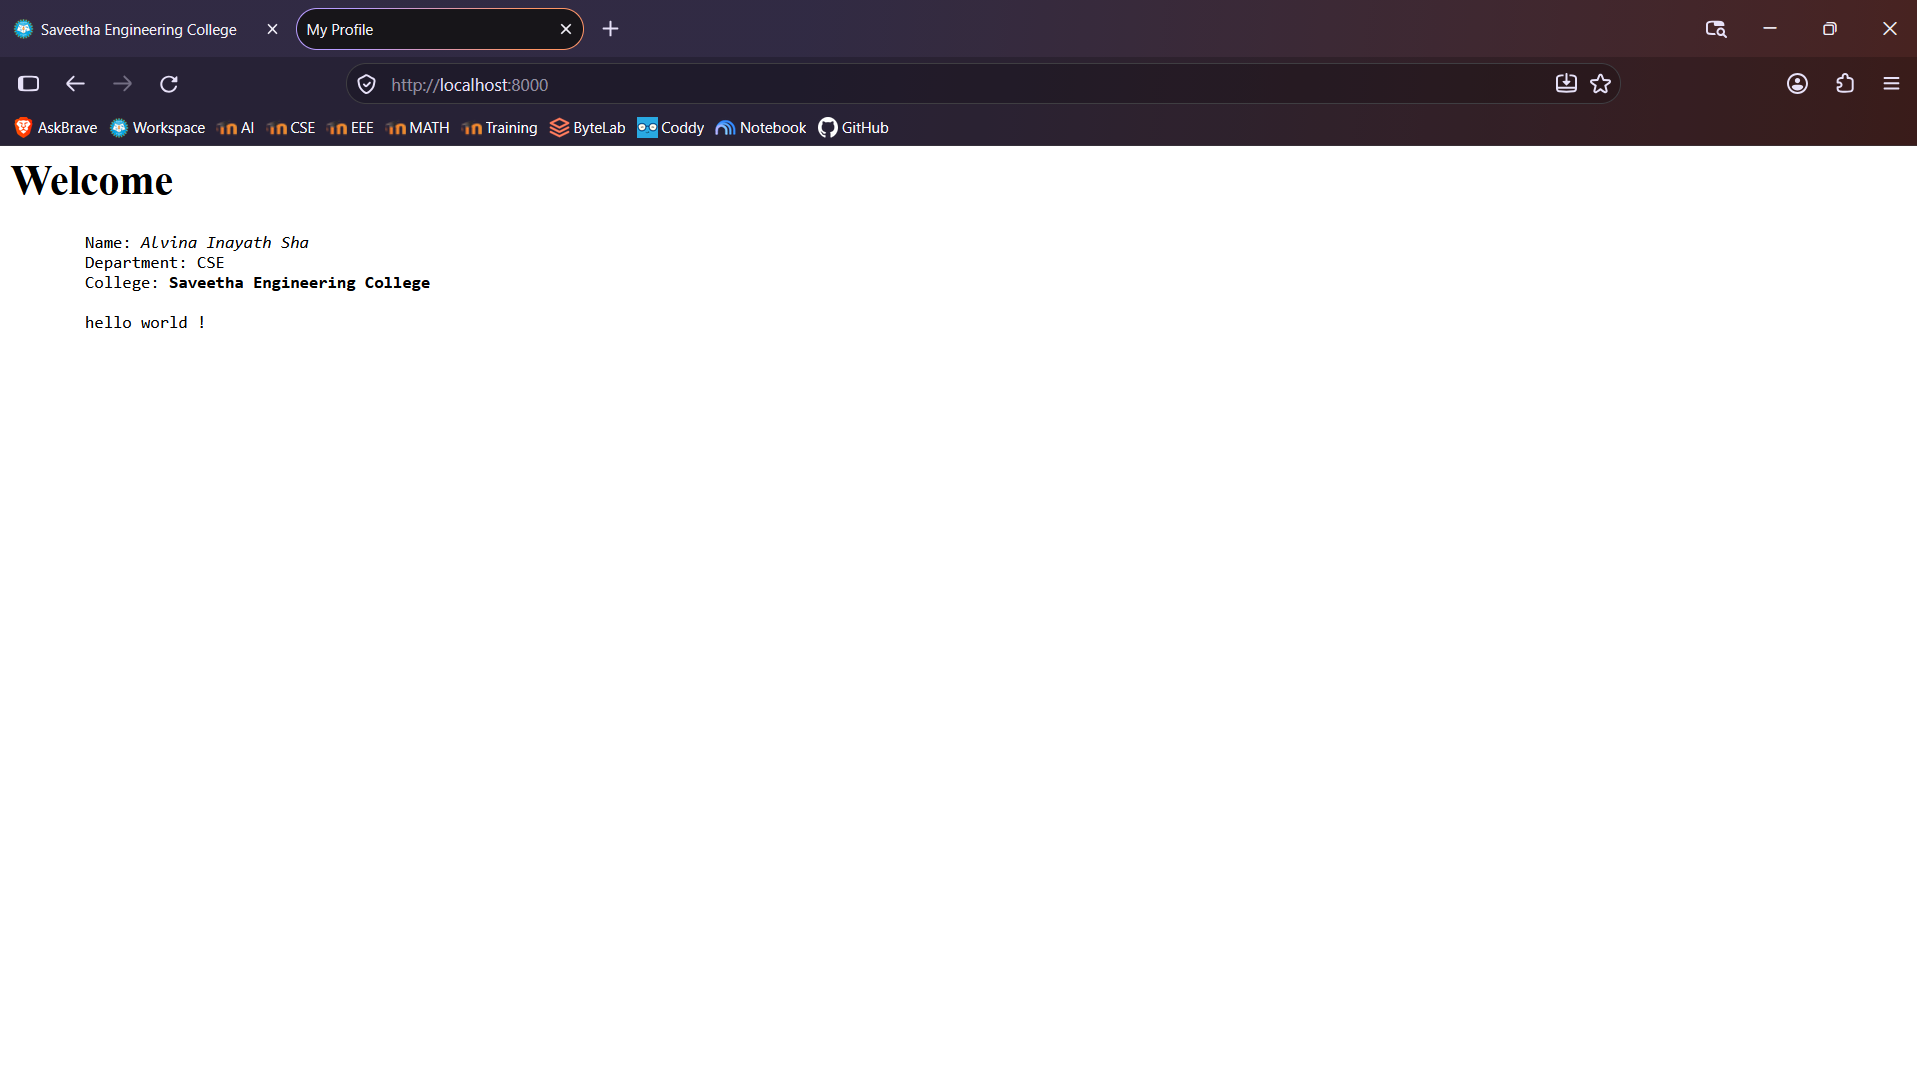 Saveetha Engineering College
My Profile
http://localhost:8000
AskBrave Workspace AI CSE EEE MATH Training ByteLab Coddy Notebook GitHub
Welcome
Name: Alvina Inayath Sha
Department: CSE
College: Saveetha Engineering College
hello world !